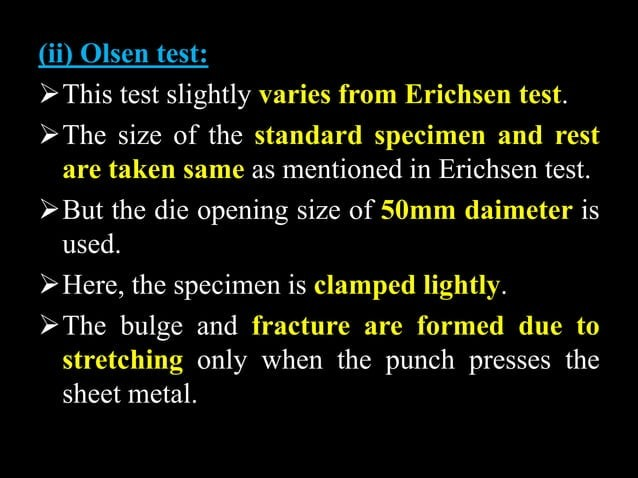 (ii) Olsen test:
➢This test slightly varies from Erichsen test.
➢The size of the standard specimen and rest
are taken same as mentioned in Erichsen test.
➢But the die opening size of 50mm daimeter is
used.
➢Here, the specimen is clamped lightly.
➢The bulge and fracture are formed due to
stretching only when the punch presses the
sheet metal.